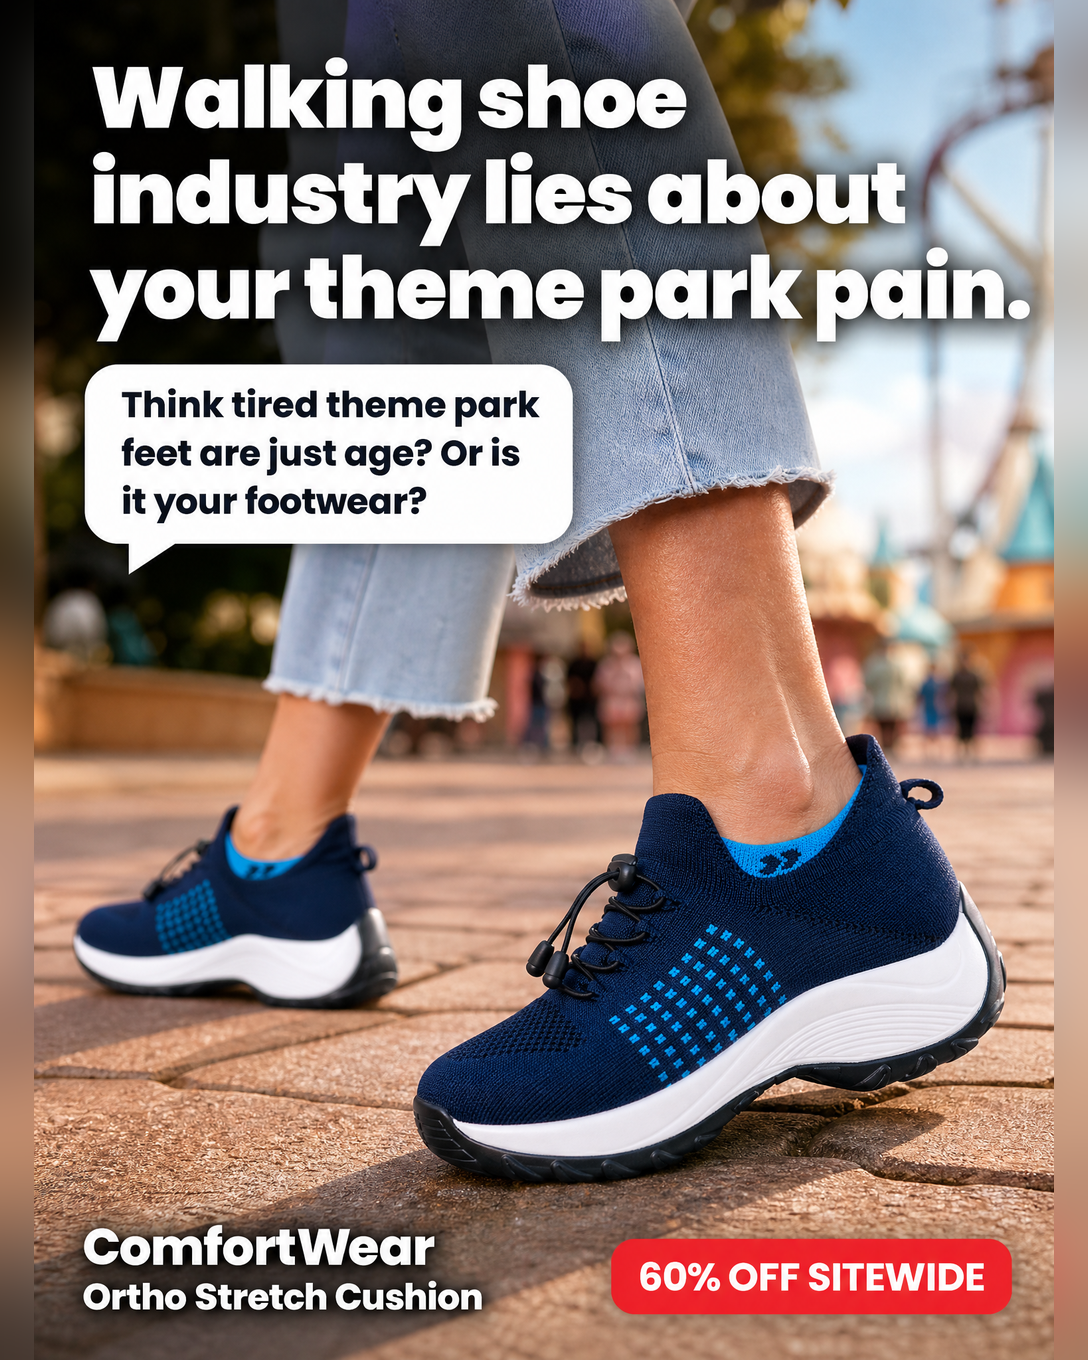 Walking shoe
industry lies about
your theme park pain.
Think tired theme park
feet are just age? Or is
it your footwear?
ComfortWear
Ortho Stretch Cushion
60% OFF SITEWIDE